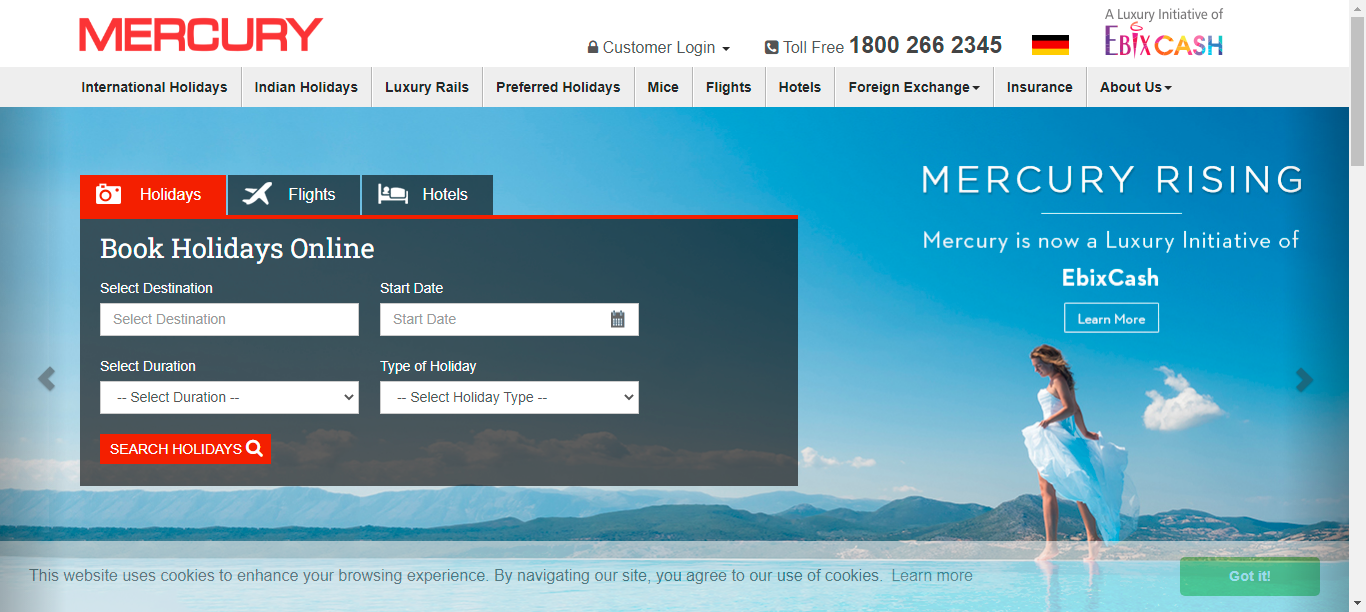 MERCURY
Customer Login
Toll Free 1800 266 2345
A Luxury Initiative of
EBIXCASH
International Holidays
Indian Holidays
Luxury Rails
Preferred Holidays
Mice
Flights
Hotels
Foreign Exchange
Insurance
About Us
Holidays
Flights
Hotels
Book Holidays Online
Select Destination
Start Date
Select Destination
Start Date
Select Duration
Type of Holiday
-- Select Duration --
-- Select Holiday Type --
SEARCH HOLIDAYS
MERCURY RISING
Mercury is now a Luxury Initiative of
EbixCash
Learn More
This website uses cookies to enhance your browsing experience. By navigating our site, you agree to our use of cookies. Learn more
Got it!